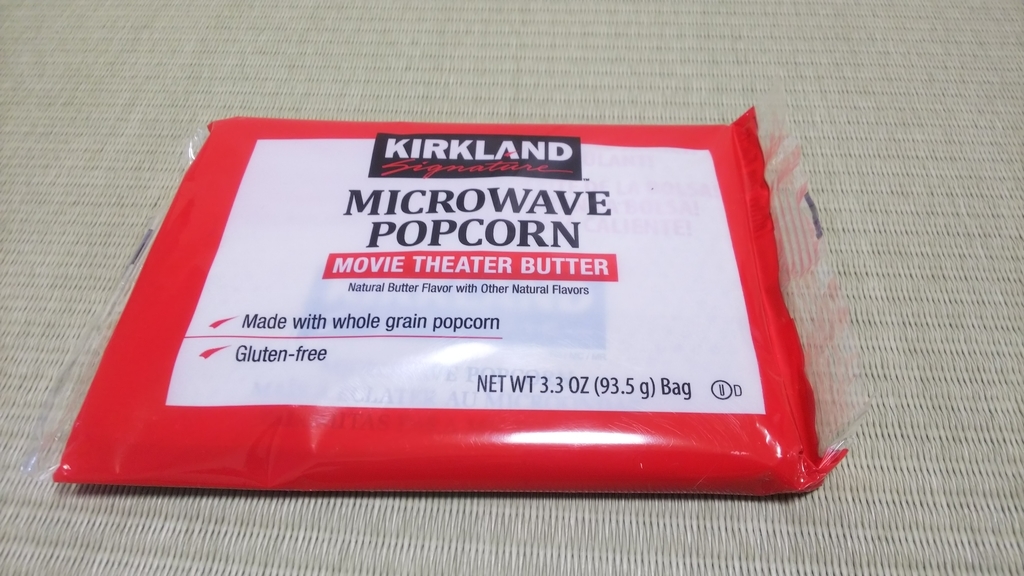 KIRKLAND
Signature™
MICROWAVE
POPCORN
MOVIE THEATER BUTTER
Natural Butter Flavor with Other Natural Flavors
Made with whole grain popcorn
Gluten-free
NET WT 3.3 OZ (93.5 g) Bag Ⓤ D